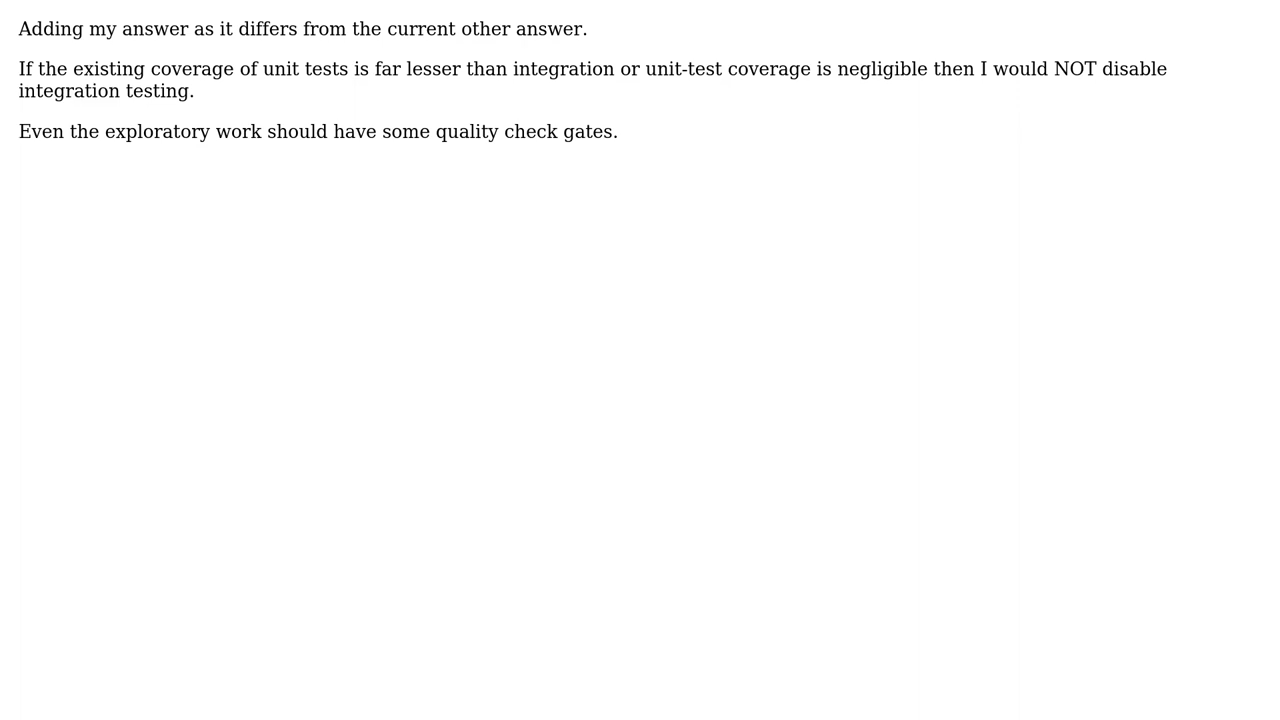 Adding my answer as it differs from the current other answer.
If the existing coverage of unit tests is far lesser than integration or unit-test coverage is negligible then I would NOT disable
integration testing.
Even the exploratory work should have some quality check gates.